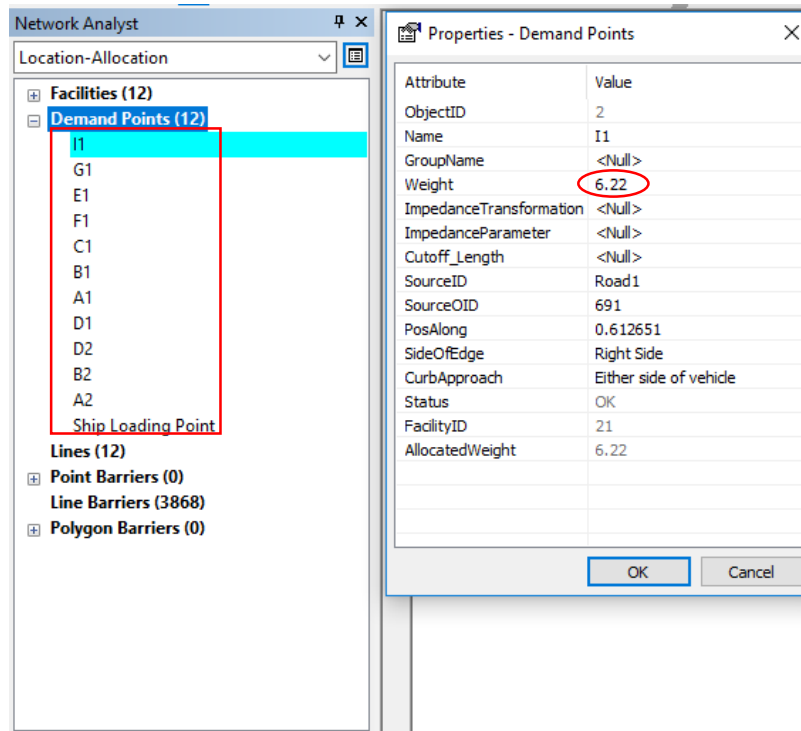 Network Analyst
Location-Allocation
Facilities (12)
Demand Points (12)
I1
G1
E1
F1
C1
B1
A1
D1
D2
B2
A2
Ship Loading Point
Lines (12)
Point Barriers (0)
Line Barriers (3868)
Polygon Barriers (0)
Properties - Demand Points
Attribute Value
ObjectID 2
Name I1
GroupName <Null>
Weight 6.22
ImpedanceTransformation <Null>
ImpedanceParameter <Null>
Cutoff_Length <Null>
SourceID Road1
SourceOID 691
PosAlong 0.612651
SideOfEdge Right Side
CurbApproach Either side of vehicle
Status OK
FacilityID 21
AllocatedWeight 6.22
OK Cancel